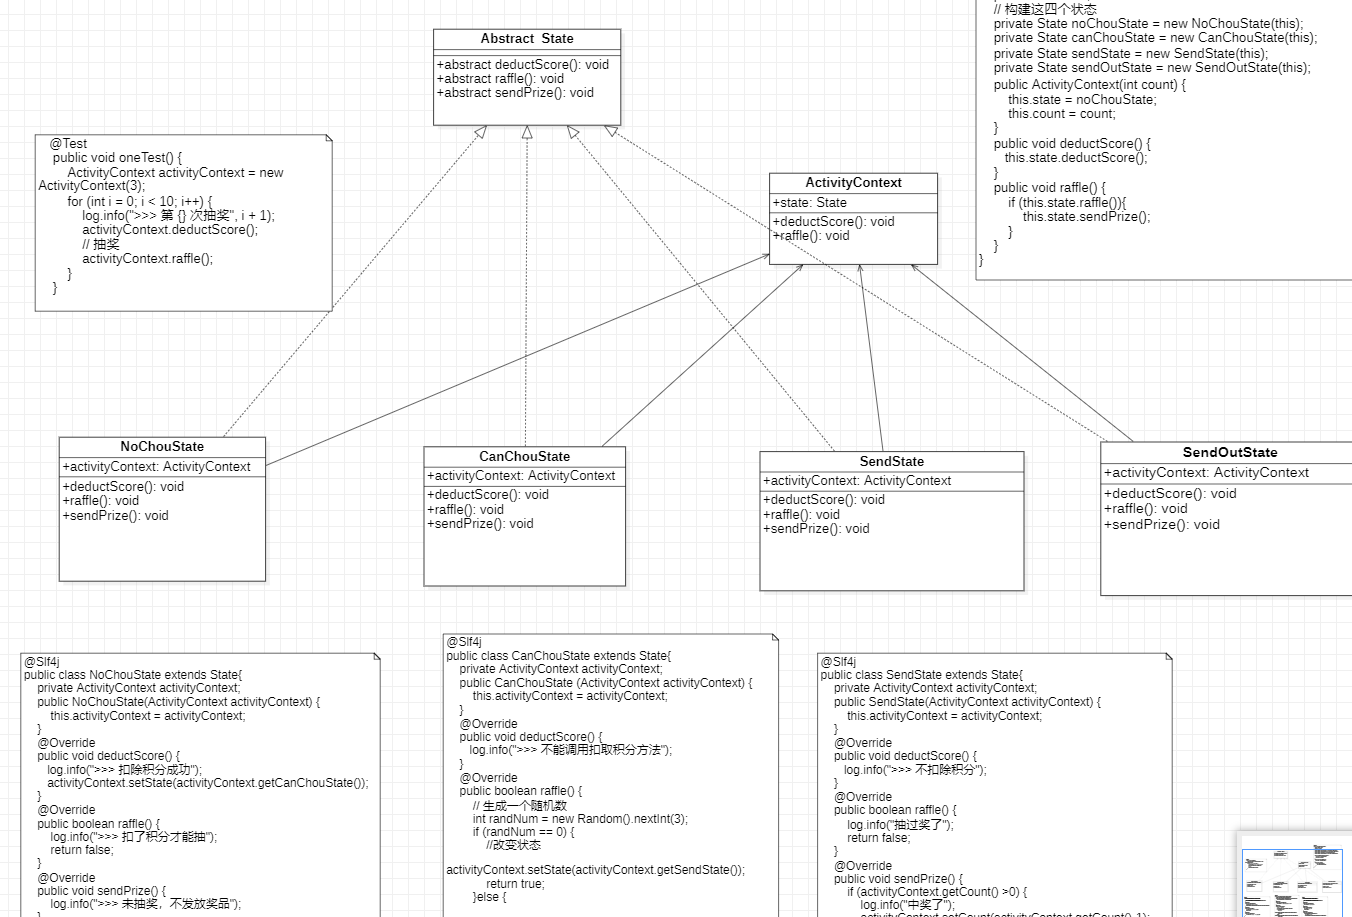 // 构建这四个状态
private State noChouState = new NoChouState(this);
private State canChouState = new CanChouState(this);
private State sendState = new SendState(this);
private State sendOutState = new SendOutState(this);
public ActivityContext(int count) {
this.state = noChouState;
this.count = count;
}
public void deductScore() {
this.state.deductScore();
}
public void raffle() {
if (this.state.raffle()){
this.state.sendPrize();
}
}
}
Abstract State
+abstract deductScore(): void
+abstract raffle(): void
+abstract sendPrize(): void
@Test
public void oneTest() {
ActivityContext activityContext = new
ActivityContext(3);
for (int i = 0; i < 10; i++) {
log.info(">>> 第 {} 次抽奖", i + 1);
activityContext.deductScore();
// 抽奖
activityContext.raffle();
}
}
ActivityContext
+state: State
+deductScore(): void
+raffle(): void
NoChouState
+activityContext: ActivityContext
+deductScore(): void
+raffle(): void
+sendPrize(): void
CanChouState
+activityContext: ActivityContext
+deductScore(): void
+raffle(): void
+sendPrize(): void
SendState
+activityContext: ActivityContext
+deductScore(): void
+raffle(): void
+sendPrize(): void
SendOutState
+activityContext: ActivityContext
+deductScore(): void
+raffle(): void
+sendPrize(): void
@Slf4j
public class NoChouState extends State{
private ActivityContext activityContext;
public NoChouState(ActivityContext activityContext) {
this.activityContext = activityContext;
}
@Override
public void deductScore() {
log.info(">>> 扣除积分成功");
activityContext.setState(activityContext.getCanChouState());
}
@Override
public boolean raffle() {
log.info(">>> 扣了积分才能抽");
return false;
}
@Override
public void sendPrize() {
log.info(">>> 未抽奖，不发放奖品");
}
@Slf4j
public class CanChouState extends State{
private ActivityContext activityContext;
public CanChouState (ActivityContext activityContext) {
this.activityContext = activityContext;
}
@Override
public void deductScore() {
log.info(">>> 不能调用扣取积分方法");
}
@Override
public boolean raffle() {
// 生成一个随机数
int randNum = new Random().nextInt(3);
if (randNum == 0) {
//改变状态
activityContext.setState(activityContext.getSendState());
return true;
}else {
@Slf4j
public class SendState extends State{
private ActivityContext activityContext;
public SendState(ActivityContext activityContext) {
this.activityContext = activityContext;
}
@Override
public void deductScore() {
log.info(">>> 不扣除积分");
}
@Override
public boolean raffle() {
log.info("抽过奖了");
return false;
}
@Override
public void sendPrize() {
if (activityContext.getCount() >0) {
log.info("中奖了");